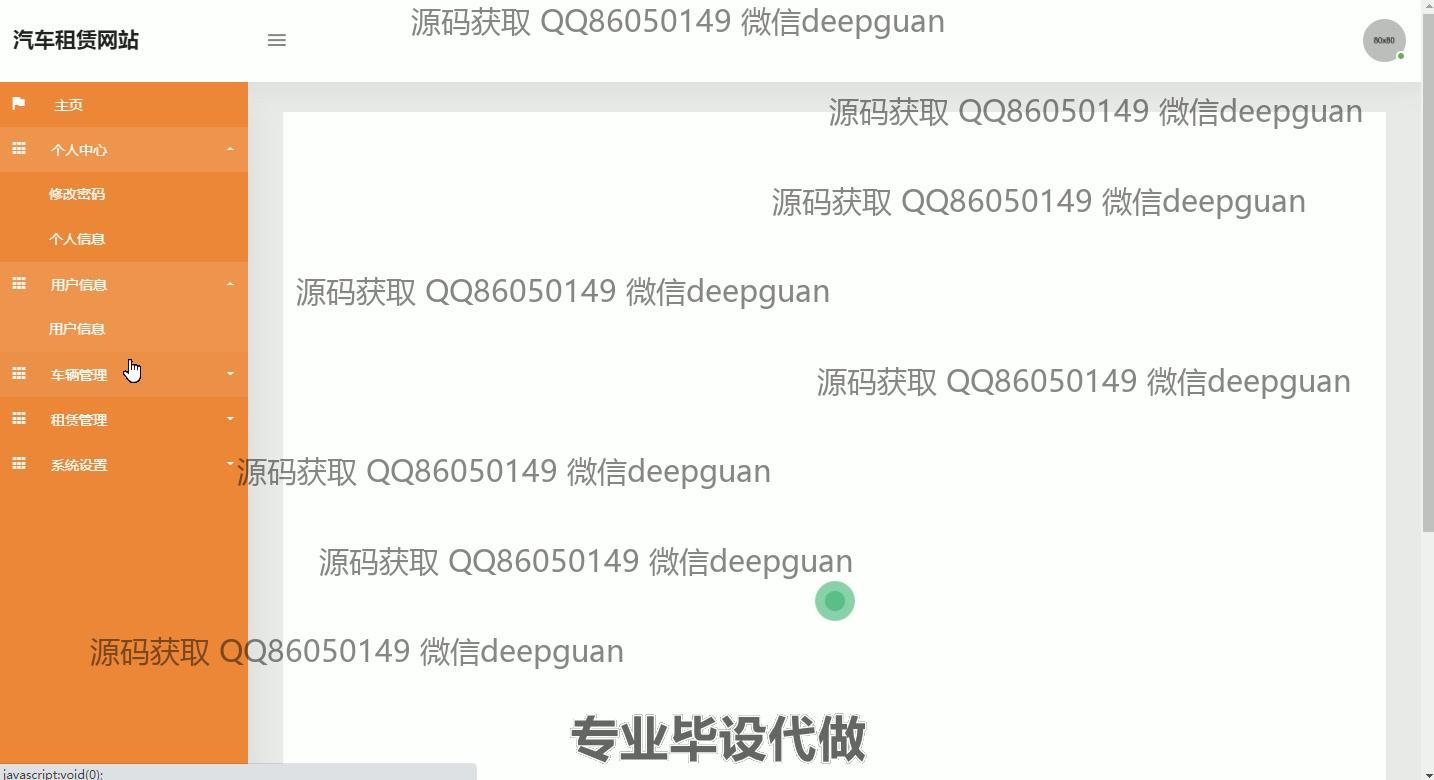 源码获取 QQ86050149 微信deepguan
汽车租赁网站
80x80
源码获取 QQ86050149 微信deepguan
主页
个人中心
修改密码
源码获取 QQ86050149 微信deepguan
个人信息
用户信息
源码获取 QQ86050149 微信deepguan
用户信息
车辆管理
源码获取 QQ86050149 微信deepguan
租赁管理
系统设置
源码获取 QQ86050149 微信deepguan
源码获取 QQ86050149 微信deepguan
源码获取 QQ86050149 微信deepguan
专业毕设代做
javascript:void(0);